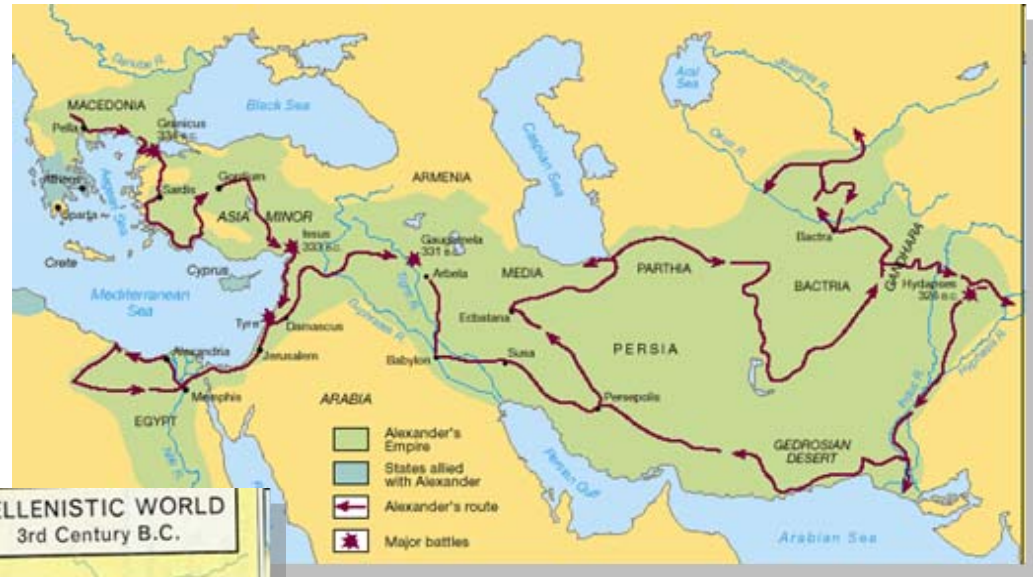 Danube R.
MACEDONIA
Pella
Granicus
334 B.C.
Black Sea
Aral
Sea
Jaxartes R.
Oxus R.
Caspian Sea
Athens
Aegean Sea
Sardis
Gordium
ARMENIA
Sparta
ASIA MINOR
Issus
333 B.C.
Gaugamela
331 B.C.
Bactra
GANDHARA
Crete
Cyprus
Tigris R.
Arbela
MEDIA
PARTHIA
BACTRIA
Hydapses
326 B.C.
Mediterranean
Sea
Tyre
Damascus
Euphrates R.
Ecbatana
PERSIA
Hyphasis R.
Alexandria
Jerusalem
Babylon
Susa
Indus R.
Memphis
ARABIA
Persepolis
EGYPT
Nile R.
Alexander's
Empire
Persian Gulf
GEDROSIAN
DESERT
States allied
with Alexander
Alexander's route
Arabian Sea
Major battles
ELLENISTIC WORLD
3rd Century B.C.